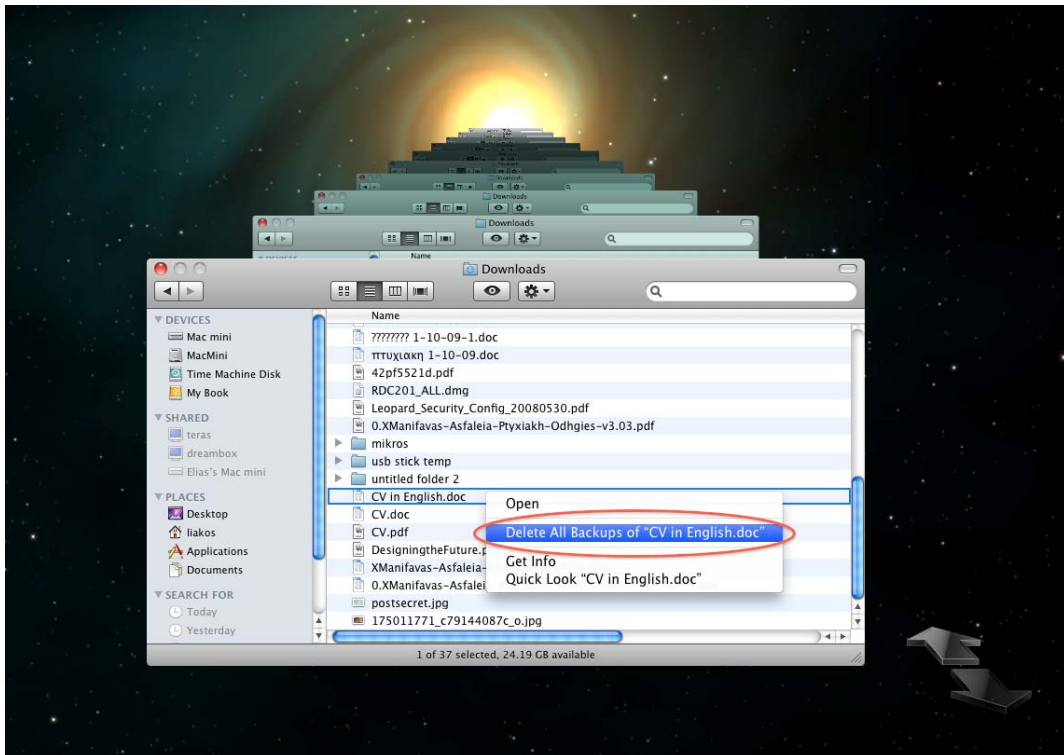 Downloads
Downloads
Downloads
Name
Downloads
Name
DEVICES
Mac mini
MacMini
Time Machine Disk
My Book
SHARED
teras
dreambox
Elias's Mac mini
PLACES
Desktop
liakos
Applications
Documents
SEARCH FOR
Today
Yesterday
???????? 1-10-09-1.doc
πτυχιακη 1-10-09.doc
42pf5521d.pdf
RDC201_ALL.dmg
Leopard_Security_Config_20080530.pdf
0.XManifavas-Asfaleia-Ptyxiakh-Odhgies-v3.03.pdf
mikros
usb stick temp
untitled folder 2
CV in English.doc
CV.doc
CV.pdf
DesigningtheFuture.p
XManifavas-Asfaleia-
0.XManifavas-Asfalei
postsecret.jpg
175011771_c79144087c_o.jpg
Open
Delete All Backups of “CV in English.doc”
Get Info
Quick Look “CV in English.doc”
1 of 37 selected, 24.19 GB available